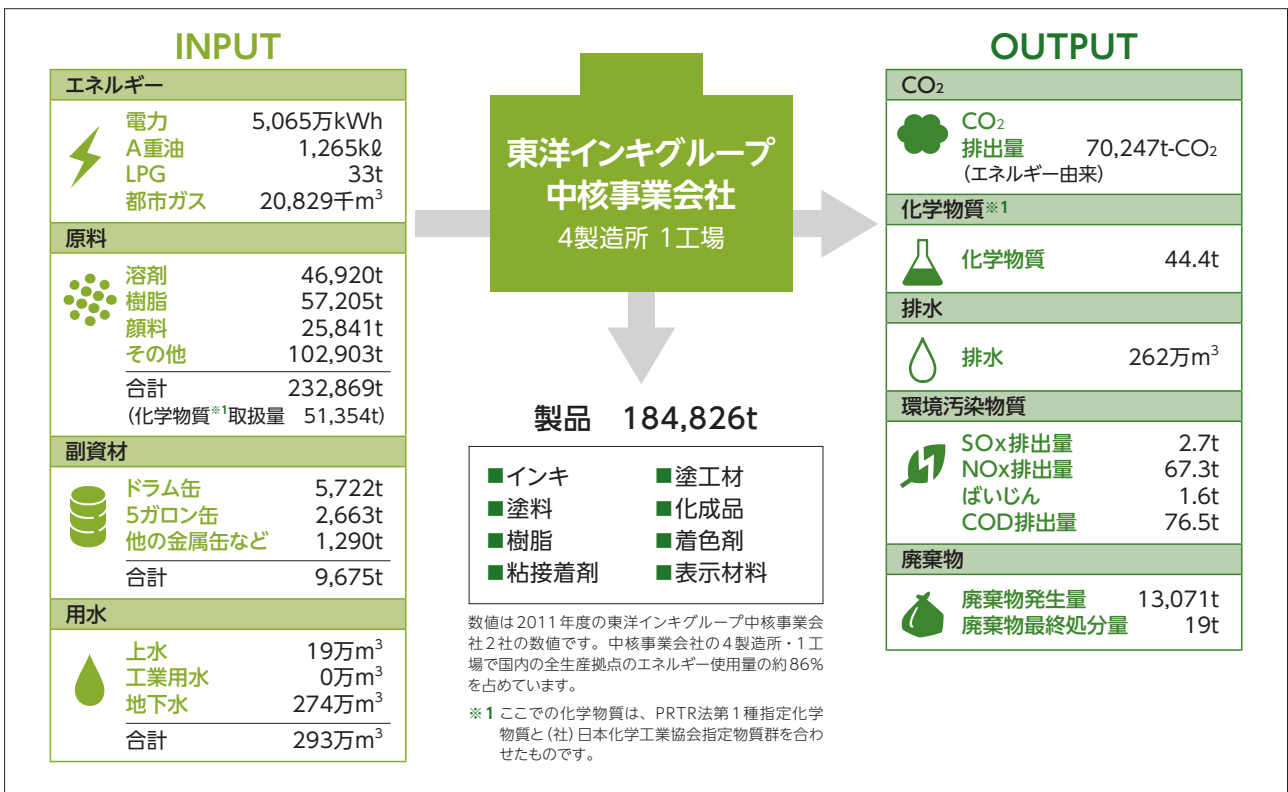 INPUT
エネルギー
電力 5,065万kWh
A重油 1,265kℓ
LPG 33t
都市ガス 20,829千m³
原料
溶剤 46,920t
樹脂 57,205t
顔料 25,841t
その他 102,903t
合計 232,869t
(化学物質※1取扱量 51,354t)
副資材
ドラム缶 5,722t
5ガロン缶 2,663t
他の金属缶など 1,290t
合計 9,675t
用水
上水 19万m³
工業用水 0万m³
地下水 274万m³
合計 293万m³
東洋インキグループ
中核事業会社
4製造所 1工場
製品 184,826t
■インキ ■塗工材
■塗料 ■化成品
■樹脂 ■着色剤
■粘接着剤 ■表示材料
数値は2011年度の東洋インキグループ中核事業会
社2社の数値です。中核事業会社の4製造所・1工
場で国内の全生産拠点のエネルギー使用量の約86%
を占めています。
※1 ここでの化学物質は、PRTR法第1種指定化学
物質と(社)日本化学工業協会指定物質群を合わ
せたものです。
OUTPUT
CO₂
CO₂
排出量 70,247t-CO₂
(エネルギー由来)
化学物質※1
化学物質 44.4t
排水
排水 262万m³
環境汚染物質
SOx排出量 2.7t
NOx排出量 67.3t
ばいじん 1.6t
COD排出量 76.5t
廃棄物
廃棄物発生量 13,071t
廃棄物最終処分量 19t